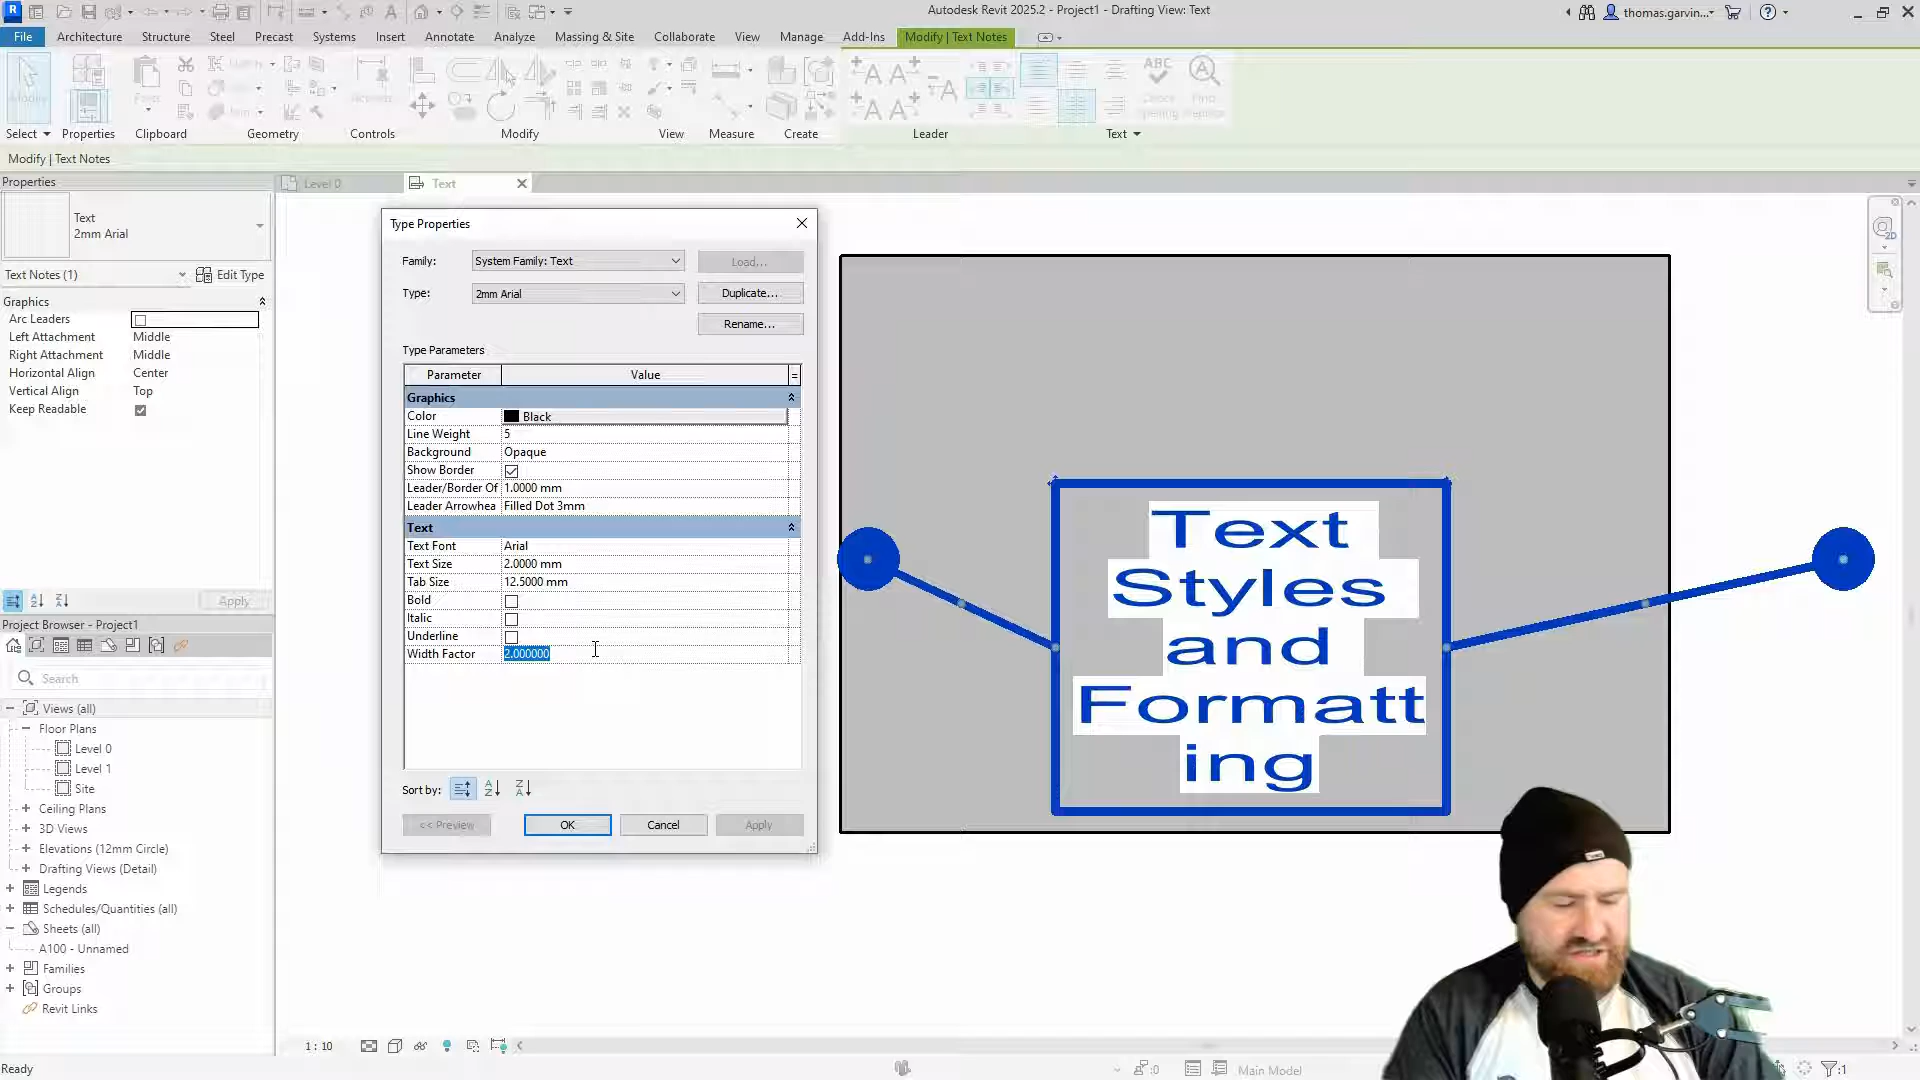 Autodesk Revit 2025.2 - Project1 - Drafting View: Text
thomas.garvin...
File
Architecture
Structure
Steel
Precast
Systems
Insert
Annotate
Analyze
Massing & Site
Collaborate
View
Manage
Add-Ins
Modify | Text Notes
Modify
ABC
Select
Properties
Clipboard
Geometry
Controls
Modify
View
Measure
Create
Leader
Text
Modify | Text Notes
Properties
Level 0
Text
Text
2mm Arial
Text Notes (1)
Edit Type
Graphics
Arc Leaders
Left Attachment Middle
Right Attachment Middle
Horizontal Align Center
Vertical Align Top
Keep Readable
Apply
Project Browser - Project1
Search
Views (all)
Floor Plans
Level 0
Level 1
Site
Ceiling Plans
3D Views
Elevations (12mm Circle)
Drafting Views (Detail)
Legends
Schedules/Quantities (all)
Sheets (all)
A100 - Unnamed
Families
Groups
Revit Links
Type Properties
Family: System Family: Text Load...
Type: 2mm Arial Duplicate...
Rename...
Type Parameters
Parameter Value =
Graphics
Color Black
Line Weight 5
Background Opaque
Show Border
Leader/Border Of 1.0000 mm
Leader Arrowhea Filled Dot 3mm
Text
Text Font Arial
Text Size 2.0000 mm
Tab Size 12.5000 mm
Bold
Italic
Underline
Width Factor 2.000000
Sort by:
<< Preview OK Cancel Apply
Text
Styles
and
Formatt
ing
1 : 10
Ready
:0
Main Model
:1